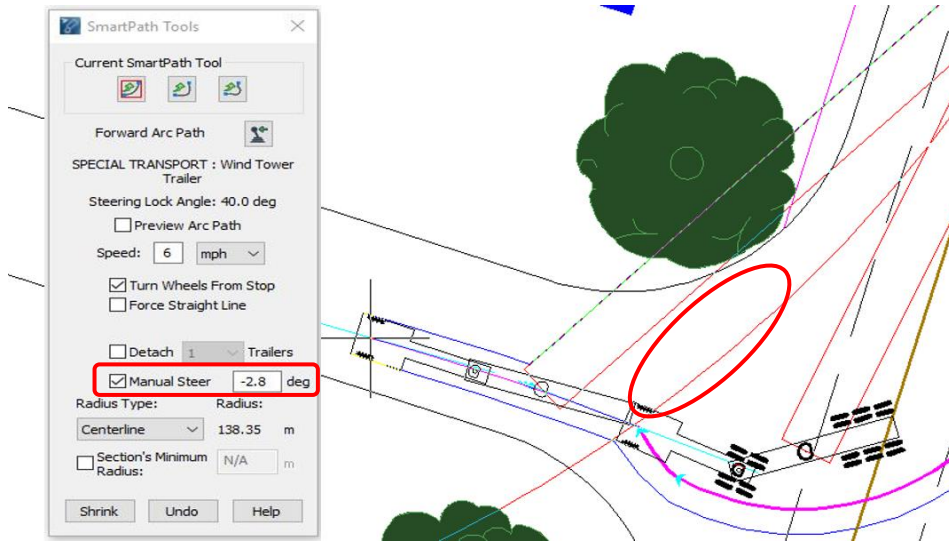 SmartPath Tools
Current SmartPath Tool
Forward Arc Path
SPECIAL TRANSPORT : Wind Tower
Trailer
Steering Lock Angle: 40.0 deg
Preview Arc Path
Speed: 6 mph
Turn Wheels From Stop
Force Straight Line
Detach 1 Trailers
Manual Steer -2.8 deg
Radius Type: Radius:
Centerline 138.35 m
Section's Minimum
Radius: N/A m
Shrink Undo Help